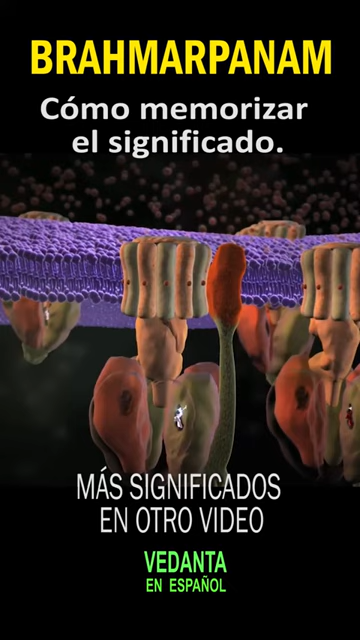 BRAHMARPANAM
Cómo memorizar
el significado.
MÁS SIGNIFICADOS
EN OTRO VIDEO
VEDANTA
EN ESPAÑOL